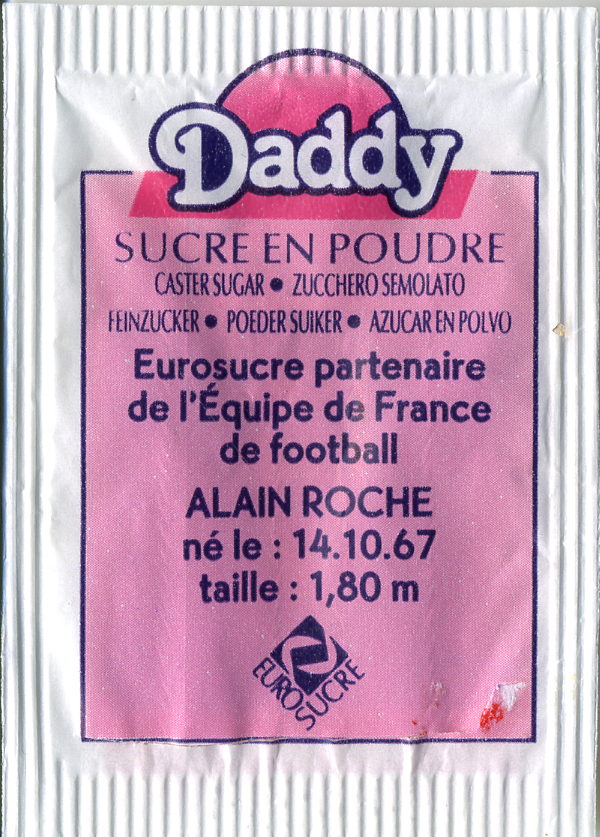 Daddy
SUCRE EN POUDRE
CASTER SUGAR • ZUCCHERO SEMOLATO
FEINZUCKER • POEDER SUIKER • AZUCAR EN POLVO
Eurosucre partenaire
de l'Équipe de France
de football
ALAIN ROCHE
né le : 14.10.67
taille : 1,80 m
EUROSUCRE